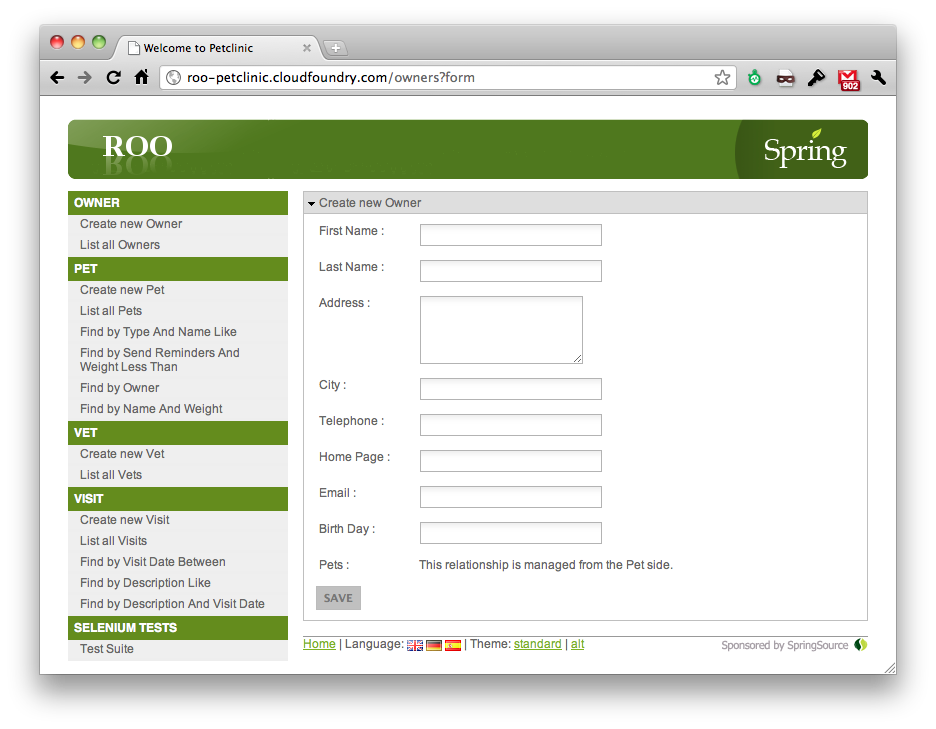 Welcome to Petclinic
roo-petclinic.cloudfoundry.com/owners?form
902
ROO
Spring
OWNER
Create new Owner
List all Owners
PET
Create new Pet
List all Pets
Find by Type And Name Like
Find by Send Reminders And
Weight Less Than
Find by Owner
Find by Name And Weight
VET
Create new Vet
List all Vets
VISIT
Create new Visit
List all Visits
Find by Visit Date Between
Find by Description Like
Find by Description And Visit Date
SELENIUM TESTS
Test Suite
Create new Owner
First Name :
Last Name :
Address :
City :
Telephone :
Home Page :
Email :
Birth Day :
Pets : This relationship is managed from the Pet side.
SAVE
Home | Language: | Theme: standard | alt
Sponsored by SpringSource